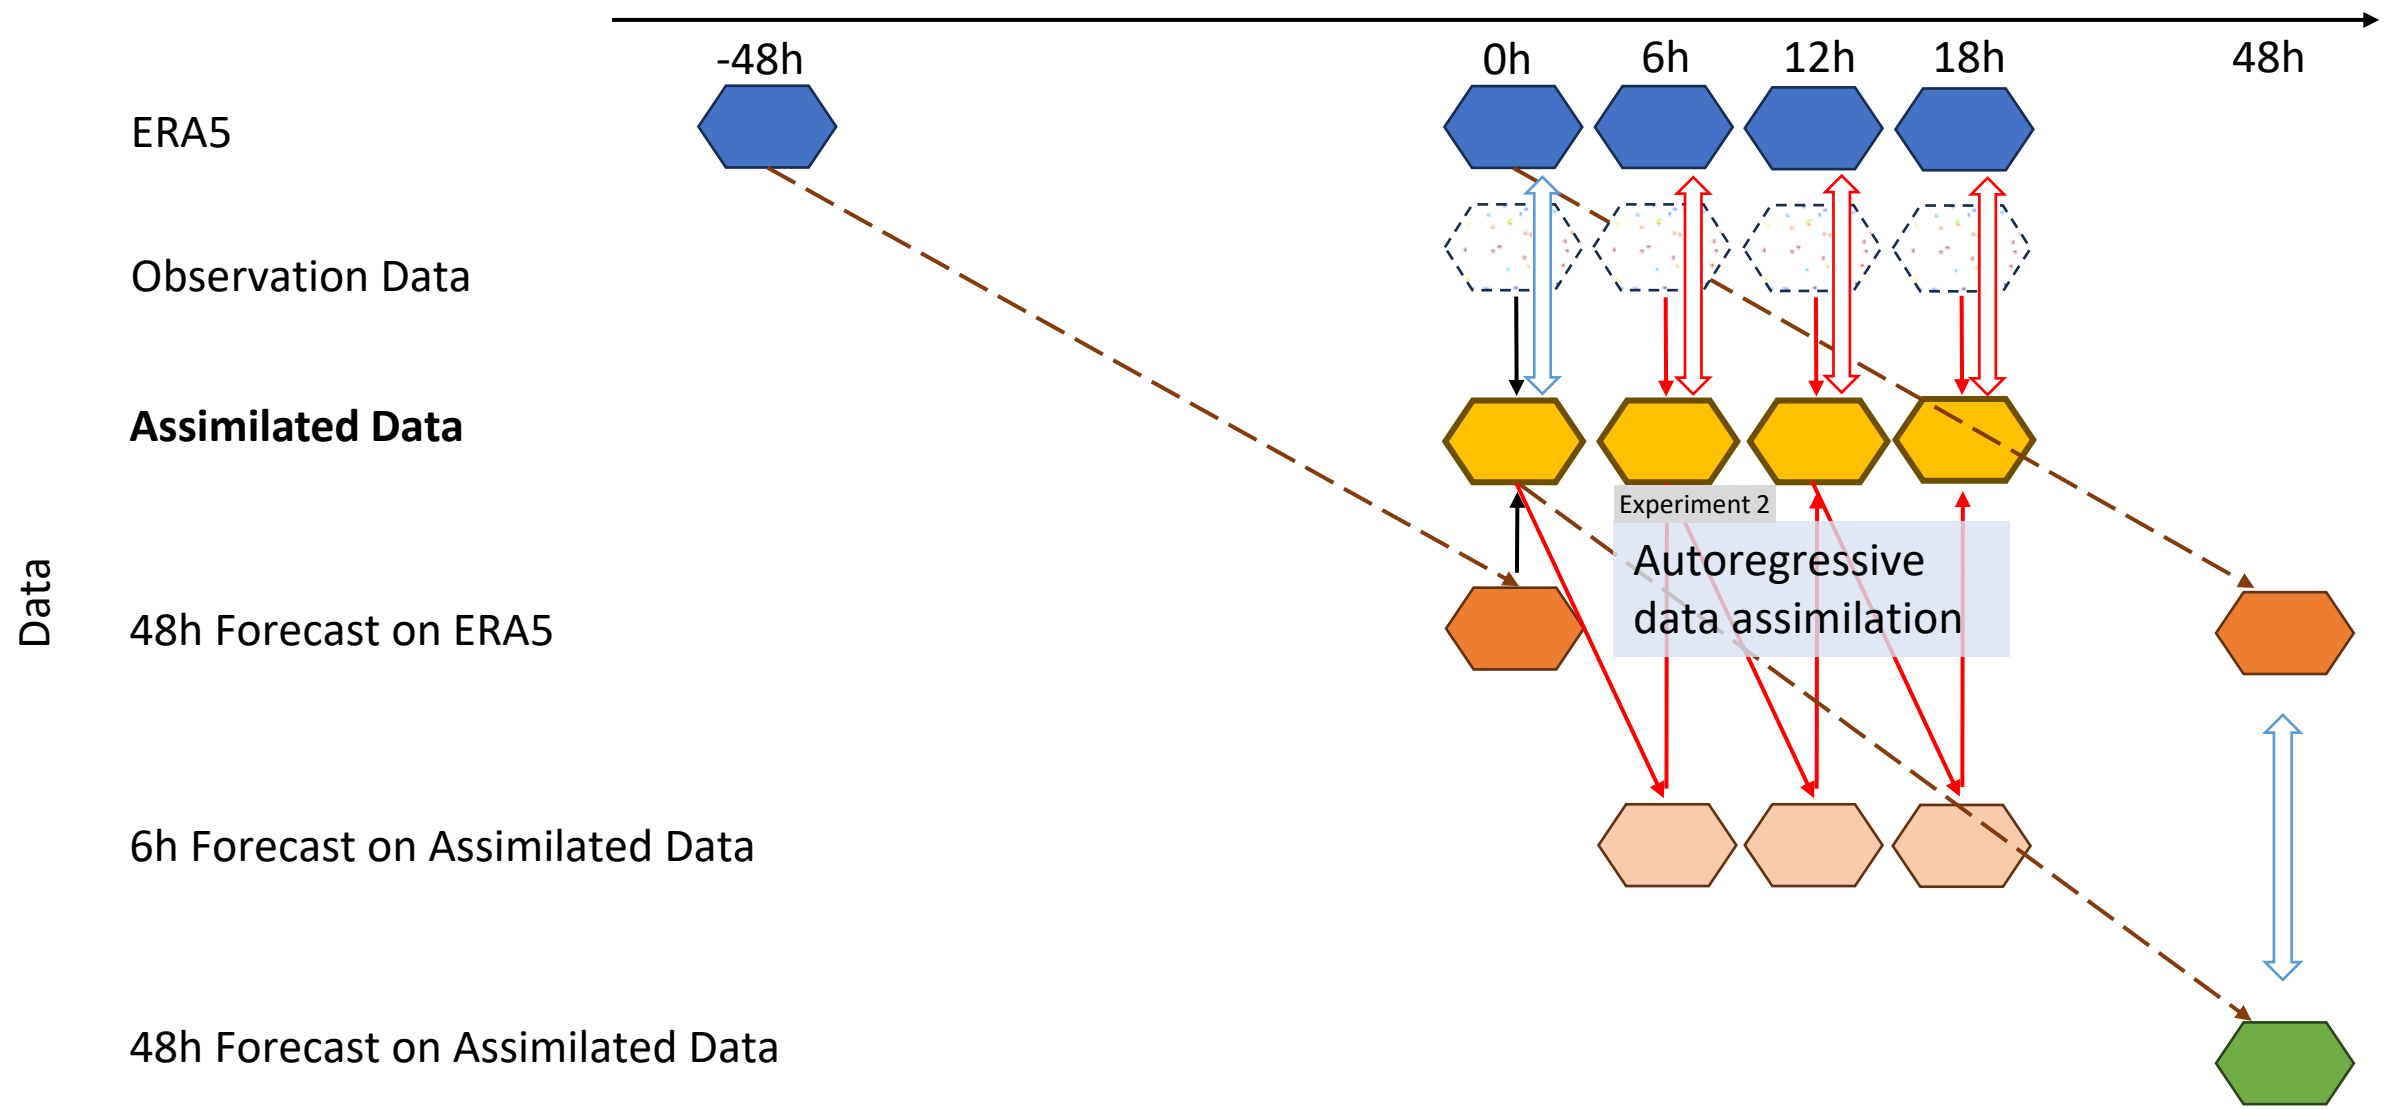 -48h
0h
6h
12h
18h
48h
ERA5
Observation Data
Assimilated Data
Experiment 2
Autoregressive
data assimilation
Data
48h Forecast on ERA5
6h Forecast on Assimilated Data
48h Forecast on Assimilated Data